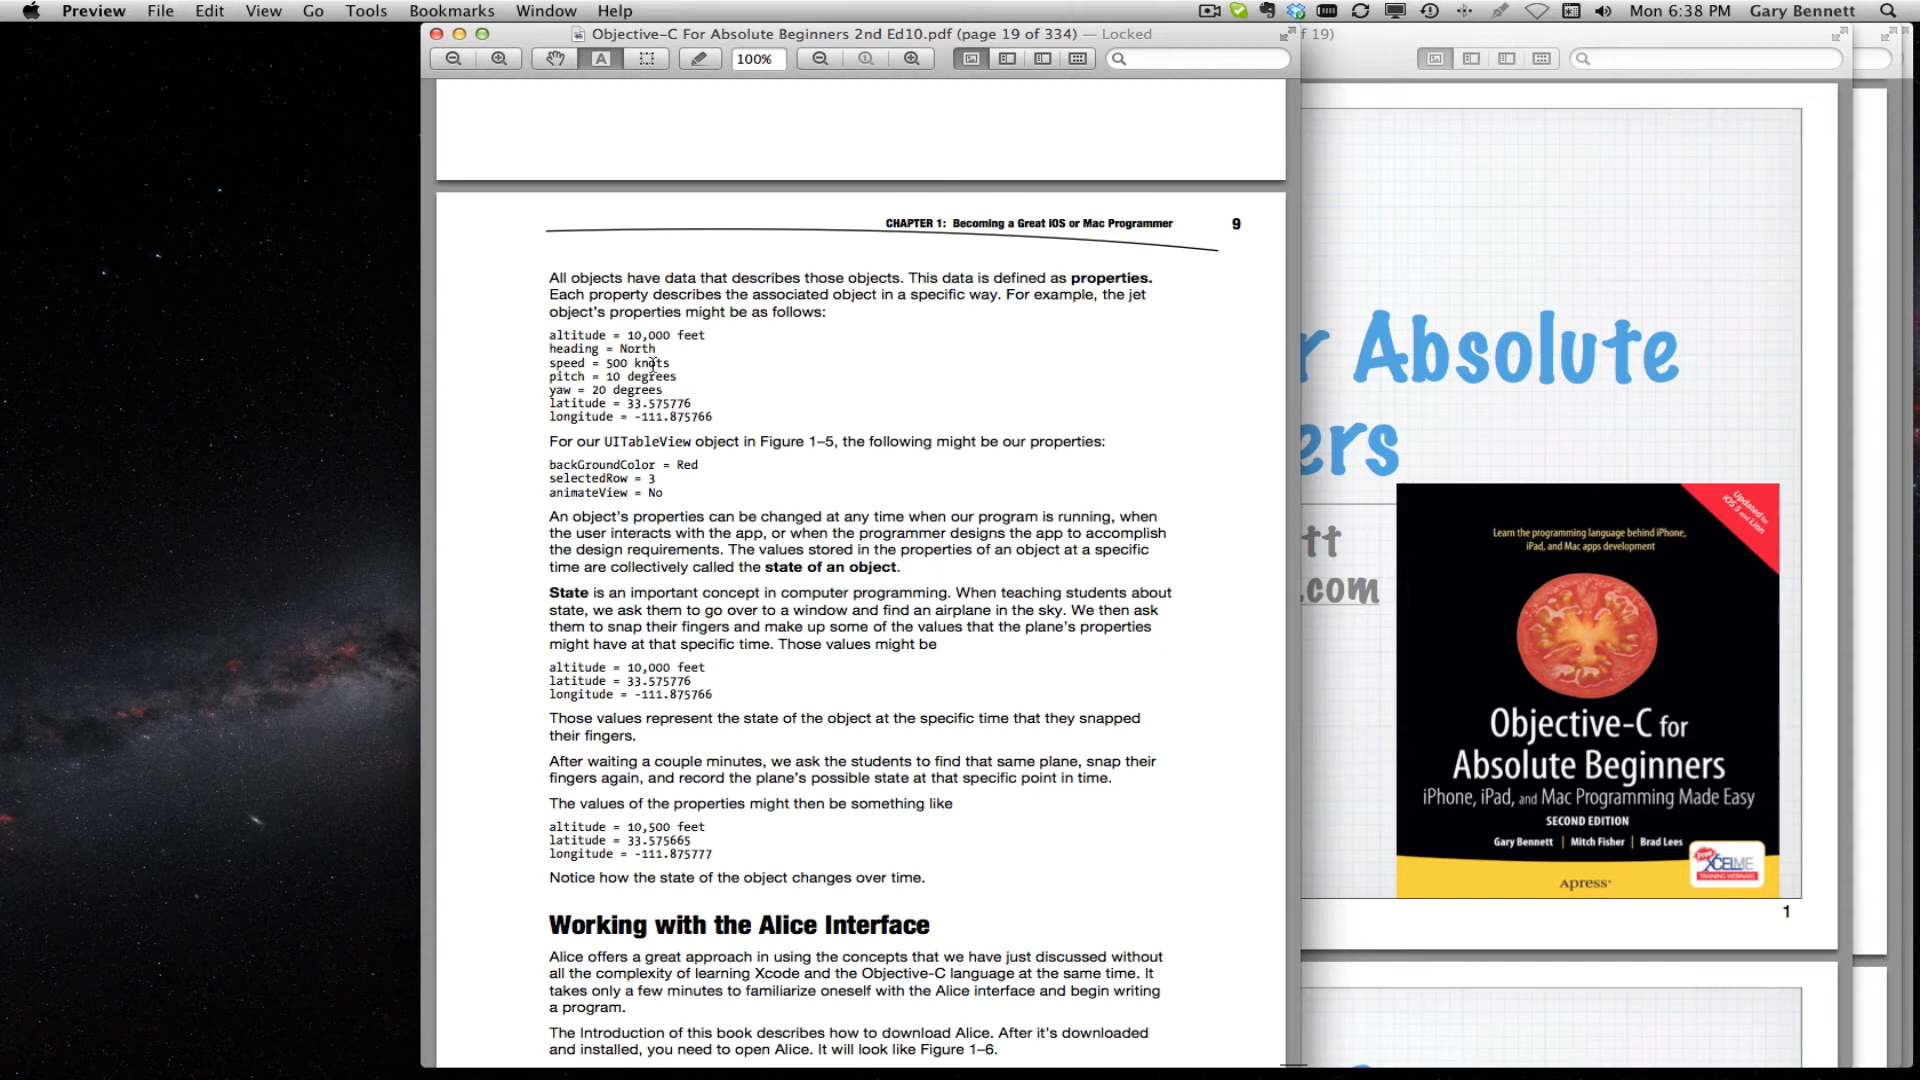 Preview File Edit View Go Tools Bookmarks Window Help Mon 6:38 PM Gary Bennett
Objective-C For Absolute Beginners 2nd Ed10.pdf (page 19 of 334) — Locked
f 19)
100%
CHAPTER 1: Becoming a Great iOS or Mac Programmer 9
All objects have data that describes those objects. This data is defined as properties.
Each property describes the associated object in a specific way. For example, the jet
object's properties might be as follows:
altitude = 10,000 feet
heading = North
speed = 500 knots
pitch = 10 degrees
yaw = 20 degrees
latitude = 33.575776
longitude = -111.875766
For our UITableView object in Figure 1–5, the following might be our properties:
backGroundColor = Red
selectedRow = 3
animateView = No
An object's properties can be changed at any time when our program is running, when
the user interacts with the app, or when the programmer designs the app to accomplish
the design requirements. The values stored in the properties of an object at a specific
time are collectively called the state of an object.
State is an important concept in computer programming. When teaching students about
state, we ask them to go over to a window and find an airplane in the sky. We then ask
them to snap their fingers and make up some of the values that the plane's properties
might have at that specific time. Those values might be
altitude = 10,000 feet
latitude = 33.575776
longitude = -111.875766
Those values represent the state of the object at the specific time that they snapped
their fingers.
After waiting a couple minutes, we ask the students to find that same plane, snap their
fingers again, and record the plane's possible state at that specific point in time.
The values of the properties might then be something like
altitude = 10,500 feet
latitude = 33.575665
longitude = -111.875777
Notice how the state of the object changes over time.
Working with the Alice Interface
Alice offers a great approach in using the concepts that we have just discussed without
all the complexity of learning Xcode and the Objective-C language at the same time. It
takes only a few minutes to familiarize oneself with the Alice interface and begin writing
a program.
The Introduction of this book describes how to download Alice. After it's downloaded
and installed, you need to open Alice. It will look like Figure 1–6.
r Absolute
ers
tt
.com
Updated for
iOS 5 and Lion
Learn the programming language behind iPhone,
iPad, and Mac apps development
Objective-C for
Absolute Beginners
iPhone, iPad, and Mac Programming Made Easy
SECOND EDITION
Gary Bennett | Mitch Fisher | Brad Lees
Free
XCELME
TRAINING WEBINARS
Apress®
1